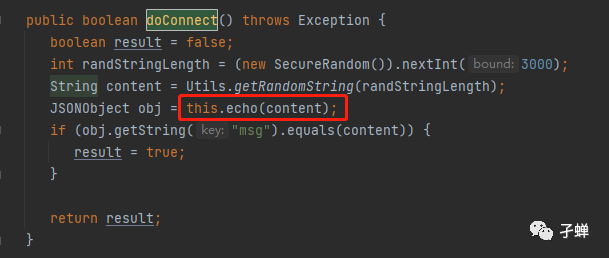 public boolean doConnect() throws Exception {
boolean result = false;
int randStringLength = (new SecureRandom()).nextInt( bound: 3000);
String content = Utils.getRandomString(randStringLength);
JSONObject obj = this.echo(content);
if (obj.getString( key: "msg").equals(content)) {
result = true;
}
return result;
}
孑蝉